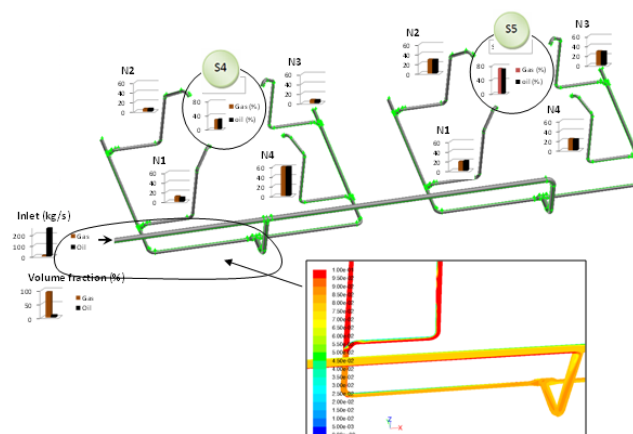 S4
S5
N2
60
40
20
0
N3
60
40
20
0
80
40
0
Gas (%)
oil (%)
N1
60
40
20
0
N4
60
40
20
0
N2
60
40
20
0
N3
60
40
20
0
80
40
0
Gas (%)
oil (%)
N1
60
40
20
0
N4
60
40
20
0
Inlet (kg/s)
200
100
0
Gas
Oil
Volume fraction (%)
100
50
0
Gas
Oil
9.50e-02
9.00e-02
8.50e-02
8.00e-02
7.50e-02
7.00e-02
6.50e-02
6.00e-02
5.50e-02
5.00e-02
4.50e-02
4.00e-02
3.50e-02
3.00e-02
2.50e-02
2.00e-02
1.50e-02
1.00e-02
5.00e-03
Z
X